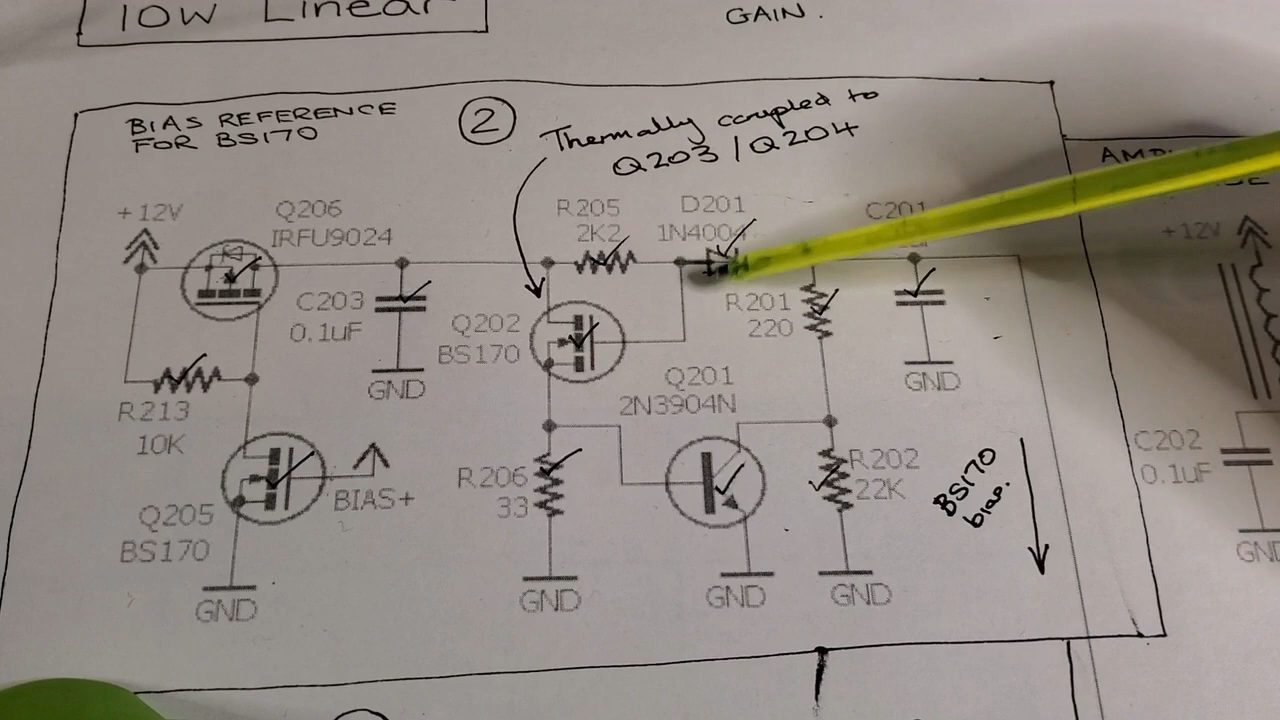 10W Linear
GAIN.
BIAS REFERENCE
FOR BS170
2
Thermally coupled to
Q203 / Q204
+12V
Q206
IRFU9024
R205
2K2
D201
1N4004
C201
+12V
C203
0.1uF
Q202
BS170
R201
220
GND
GND
R213
10K
Q201
2N3904N
C202
0.1uF
R206
33
R202
22K
BS170
bias.
BIAS+
Q205
BS170
GND
GND
GND
GND
GND